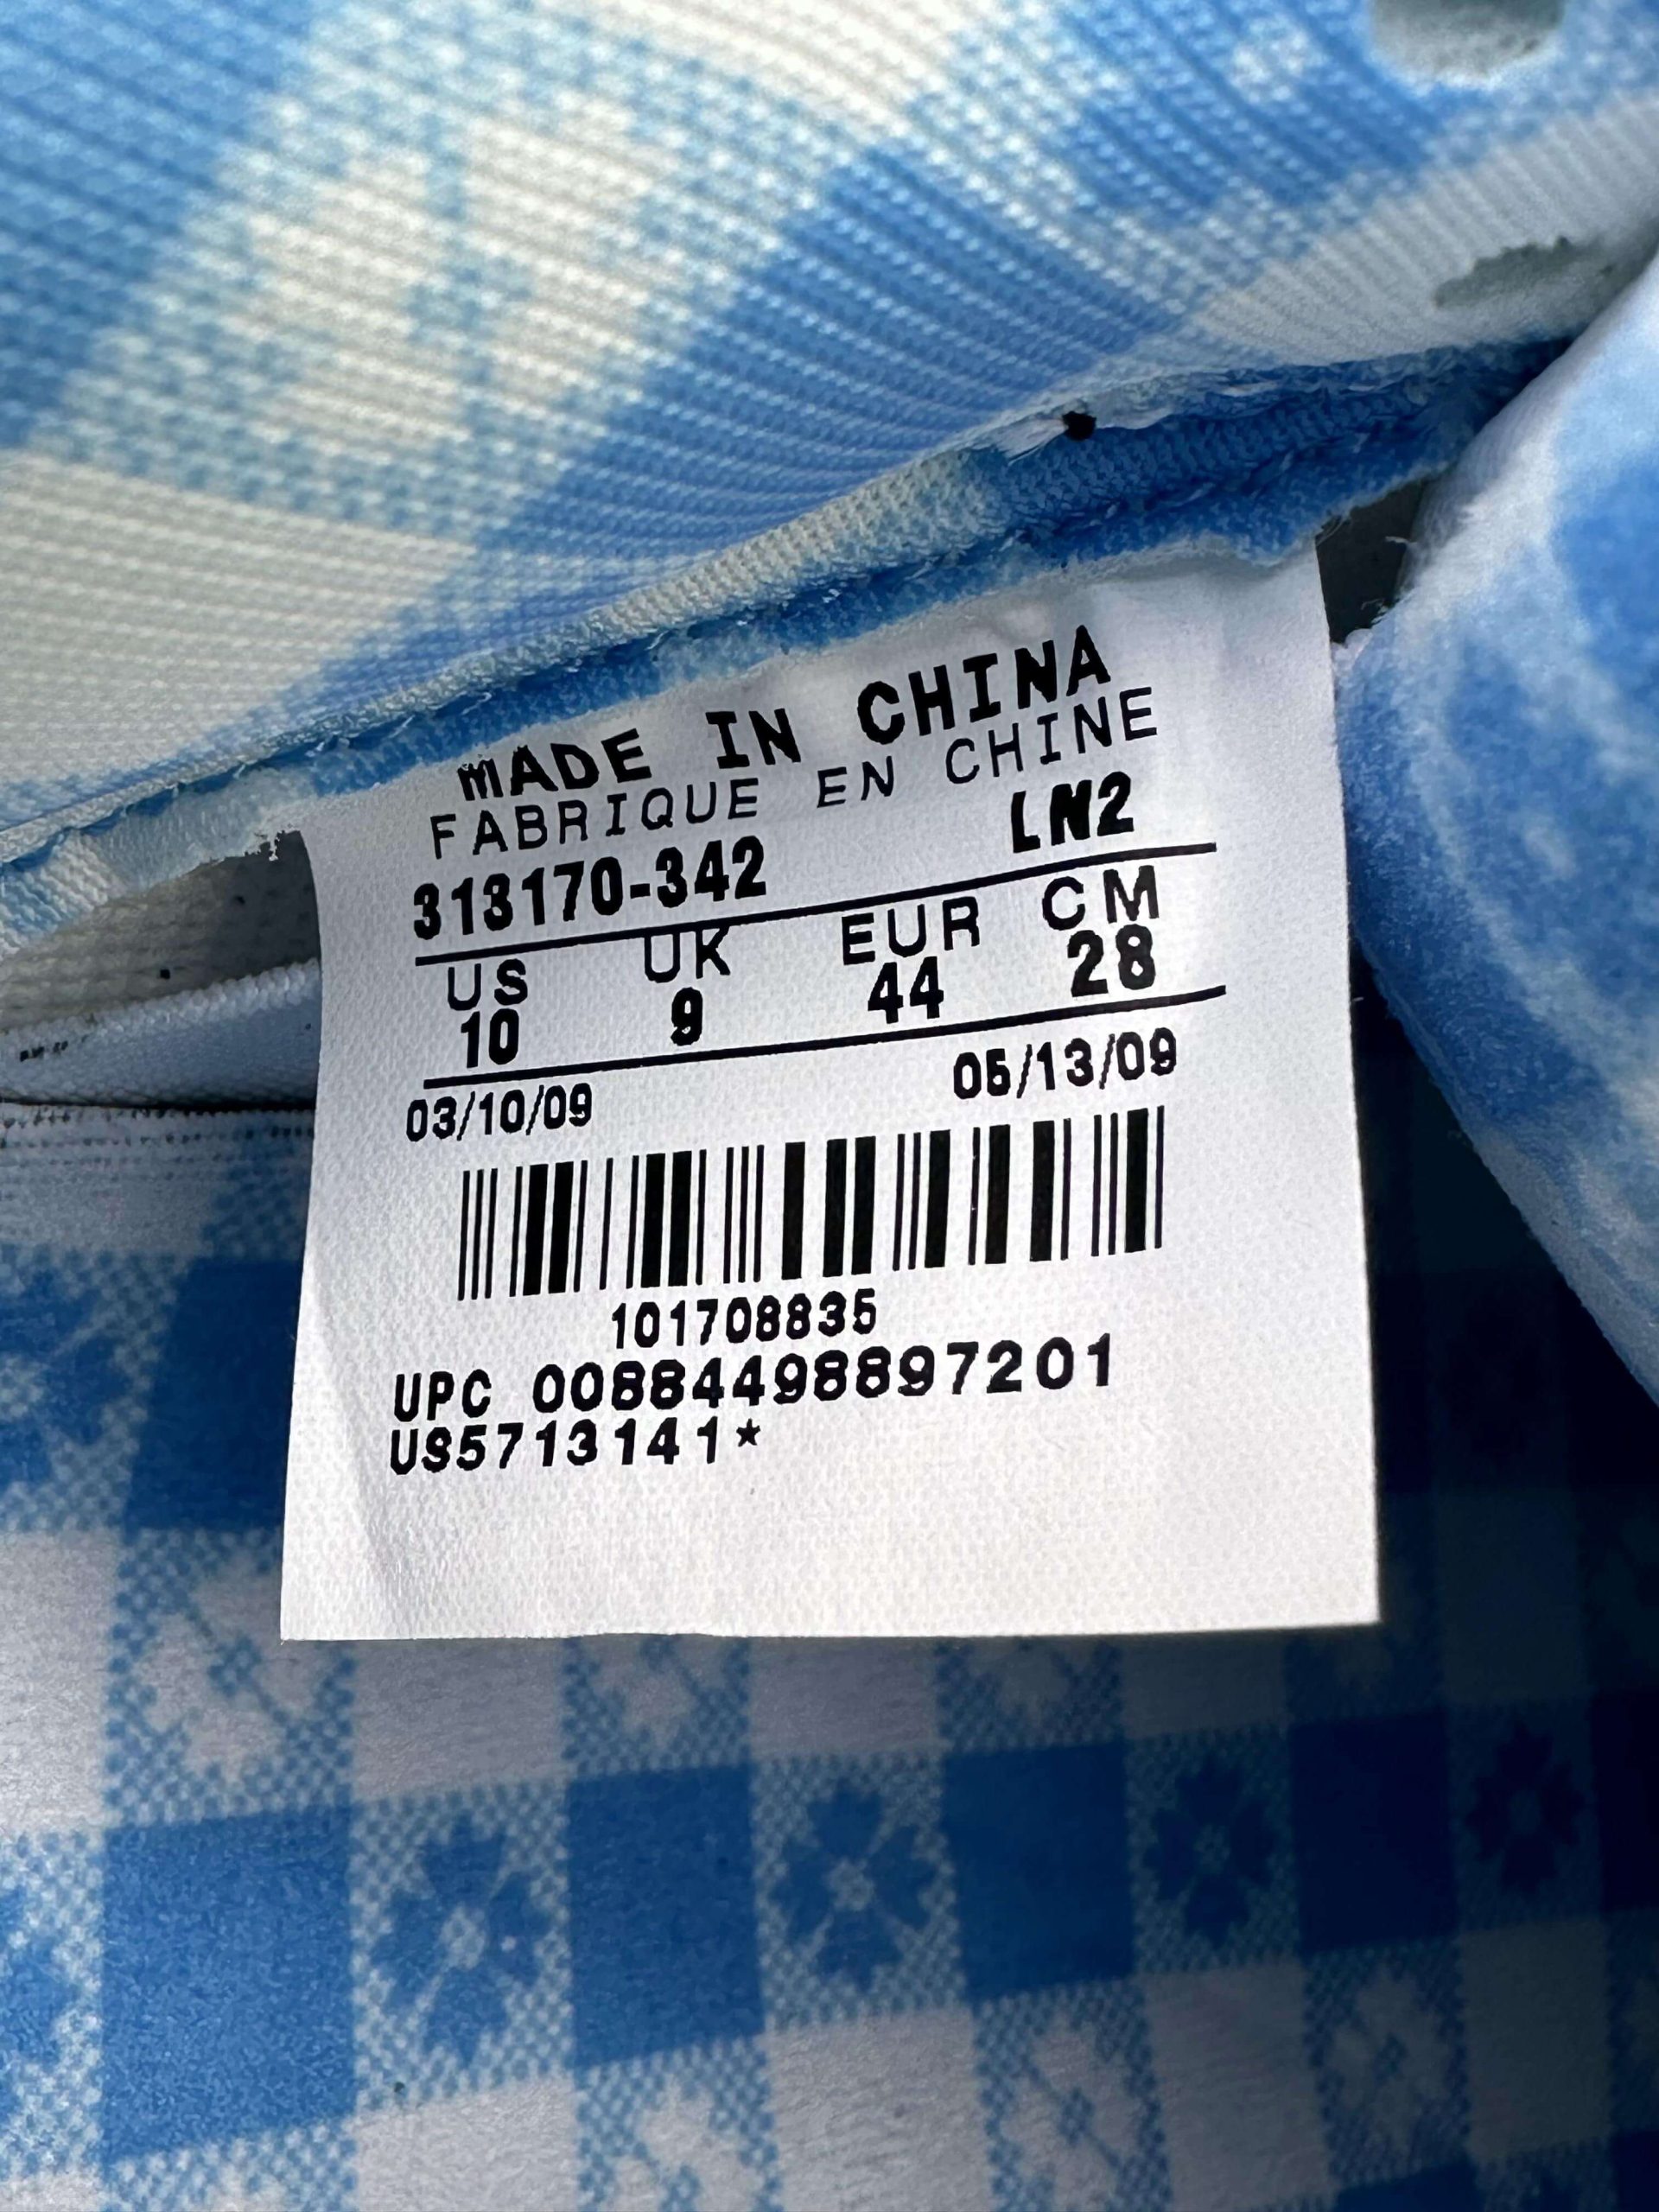 MADE IN CHINA
FABRIQUE EN CHINE
313170-342 LN2
US UK EUR CM
10 9 44 28
03/10/09 05/13/09
101708835
UPC 00884498897201
US5713141*